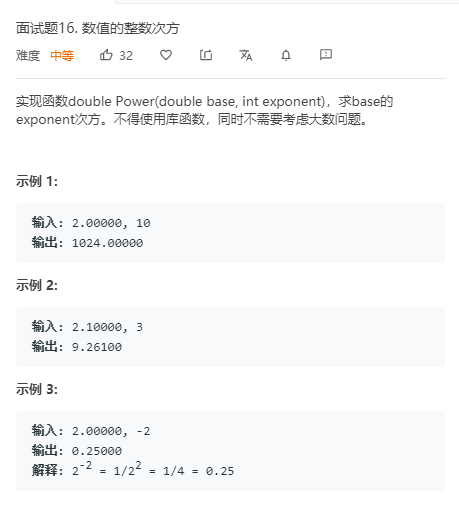 面试题16. 数值的整数次方
难度 中等 32
实现函数double Power(double base, int exponent)，求base的
exponent次方。不得使用库函数，同时不需要考虑大数问题。
示例 1:
输入: 2.00000, 10
输出: 1024.00000
示例 2:
输入: 2.10000, 3
输出: 9.26100
示例 3:
输入: 2.00000, -2
输出: 0.25000
解释: 2⁻² = 1/2² = 1/4 = 0.25